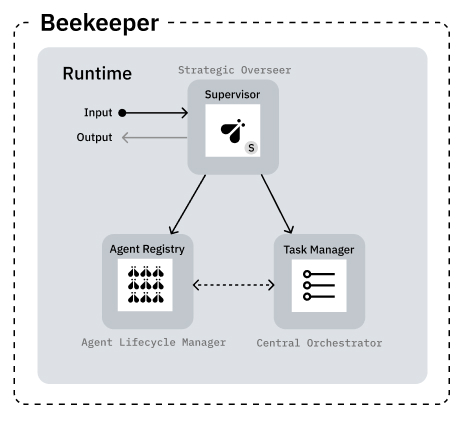 Beekeeper
Runtime
Strategic Overseer
Supervisor
Input
Output
S
Agent Registry
Task Manager
Agent Lifecycle Manager
Central Orchestrator